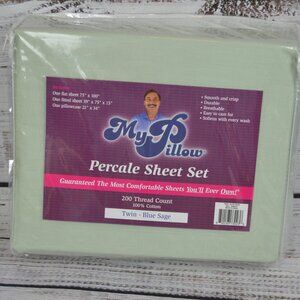 Includes:
One flat sheet 75" x 100"
One fitted sheet 39" x 75" x 15"
One pillowcase 21" x 34"
• Smooth and crisp
• Durable
• Breathable
• Easy to care for
• Softens with every wash
MyPillow
Percale Sheet Set
Guaranteed The Most Comfortable Sheets You'll Ever Own!
200 Thread Count
100% Cotton
Twin - Blue Sage